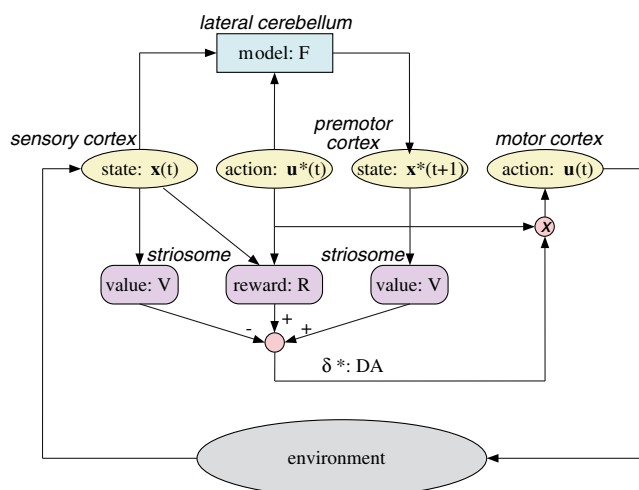 lateral cerebellum
model: F
sensory cortex
premotor
cortex
motor cortex
state: x(t)
action: u*(t)
state: x*(t+1)
action: u(t)
x
striosome
striosome
value: V
reward: R
value: V
-
+
+
δ *: DA
environment